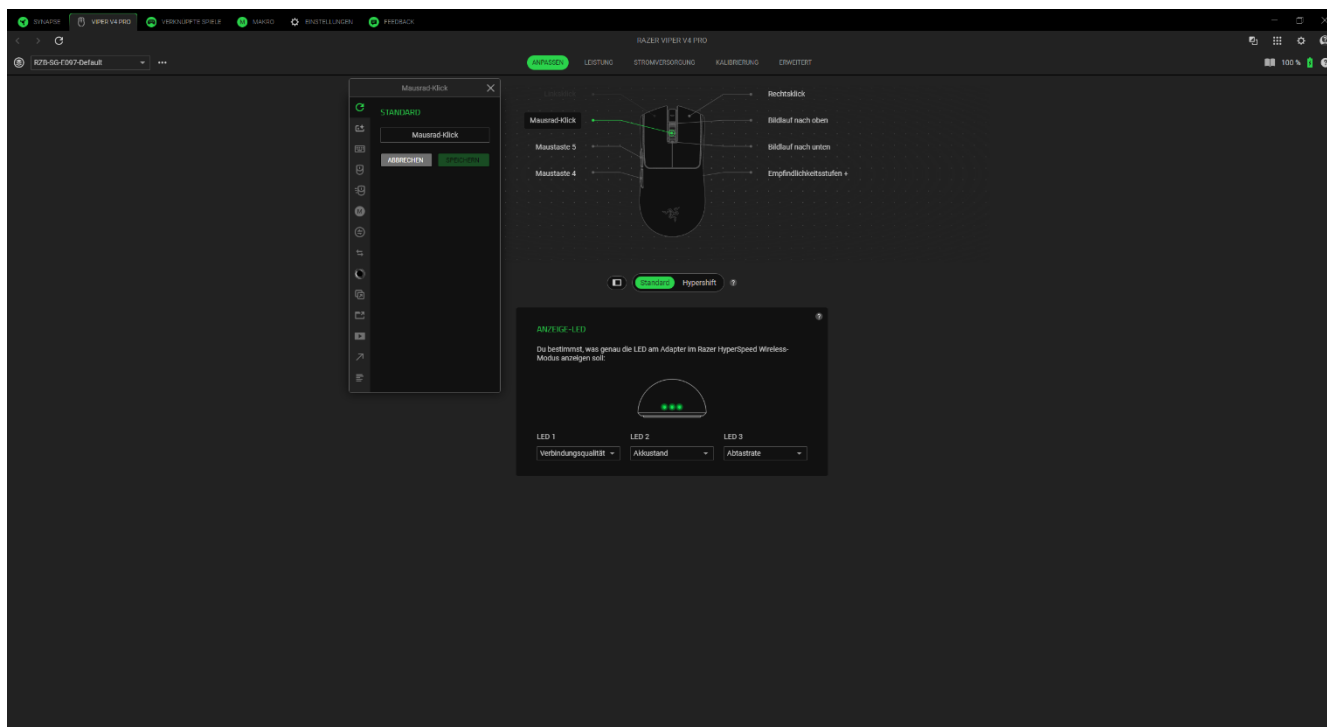 SYNAPSE
VIPER V4 PRO
VERKNÜPFTE SPIELE
MAKRO
EINSTELLUNGEN
FEEDBACK
RAZER VIPER V4 PRO
RZB-SG-E097-Default
ANPASSEN
LEISTUNG
STROMVERSORGUNG
KALIBRIERUNG
ERWEITERT
100 %
Mausrad-Klick
STANDARD
Mausrad-Klick
ABBRECHEN
SPEICHERN
Linksklick
Rechtsklick
Mausrad-Klick
Bildlauf nach oben
Maustaste 5
Bildlauf nach unten
Maustaste 4
Empfindlichkeitsstufen +
Standard
Hypershift
ANZEIGE-LED
Du bestimmst, was genau die LED am Adapter im Razer HyperSpeed Wireless-
Modus anzeigen soll:
LED 1
LED 2
LED 3
Verbindungsqualität
Akkustand
Abtastrate